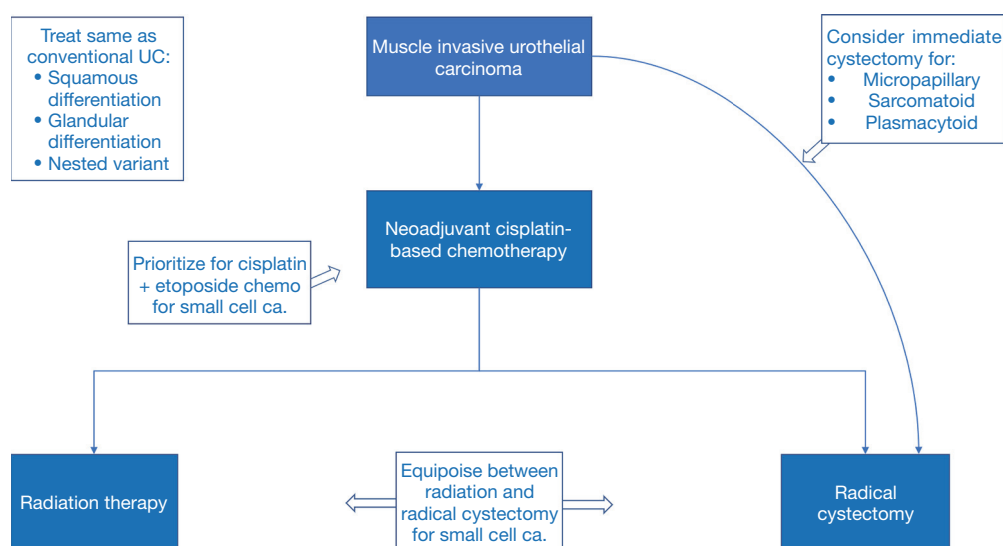 Treat same as
conventional UC:
• Squamous
differentiation
• Glandular
differentiation
• Nested variant
Muscle invasive urothelial
carcinoma
Consider immediate
cystectomy for:
• Micropapillary
• Sarcomatoid
• Plasmacytoid
Neoadjuvant cisplatin-
based chemotherapy
Prioritize for cisplatin
+ etoposide chemo
for small cell ca.
Radiation therapy
Equipoise between
radiation and
radical cystectomy
for small cell ca.
Radical
cystectomy